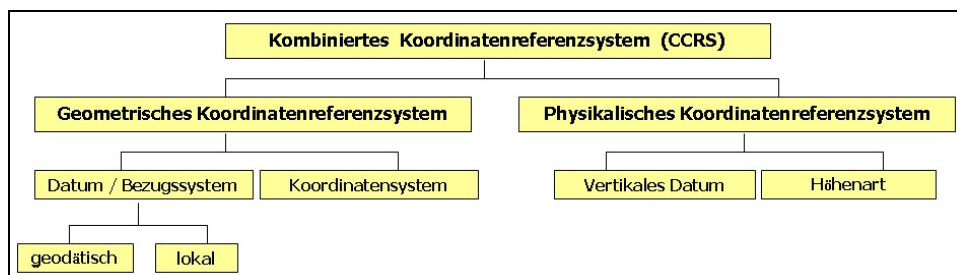 Kombiniertes Koordinatenreferenzsystem (CCRS)
Geometrisches Koordinatenreferenzsystem
Physikalisches Koordinatenreferenzsystem
Datum / Bezugssystem
Koordinatensystem
Vertikales Datum
Höhenart
geodätisch
lokal